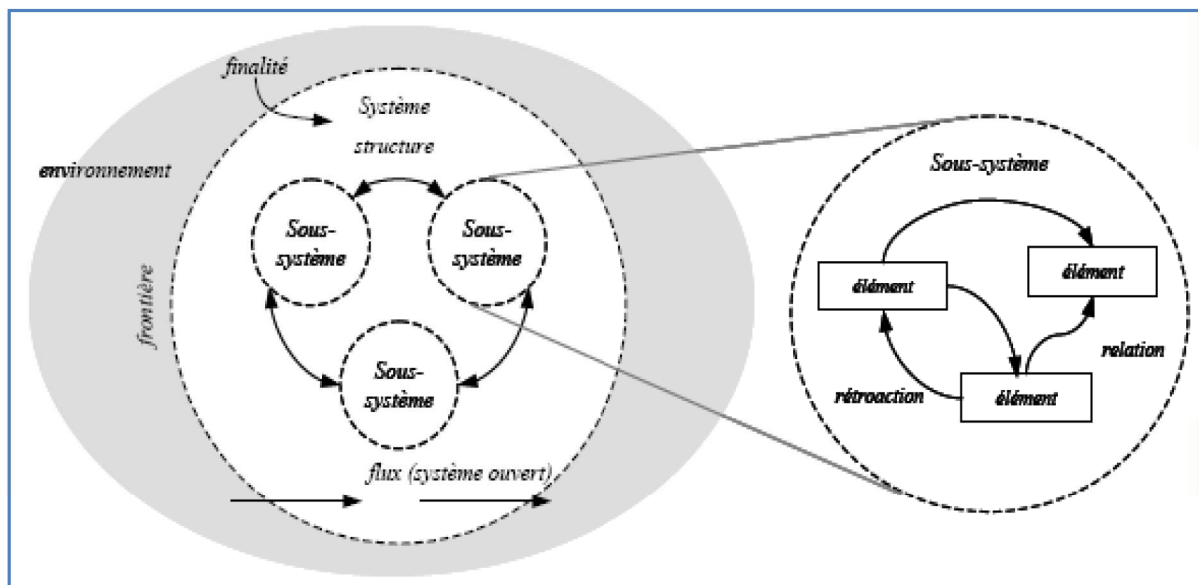 finalité
Système
structure
environnement
Sous-
système
Sous-
système
frontière
Sous-
système
flux (système ouvert)
Sous-système
élément
élément
relation
rétroaction
élément